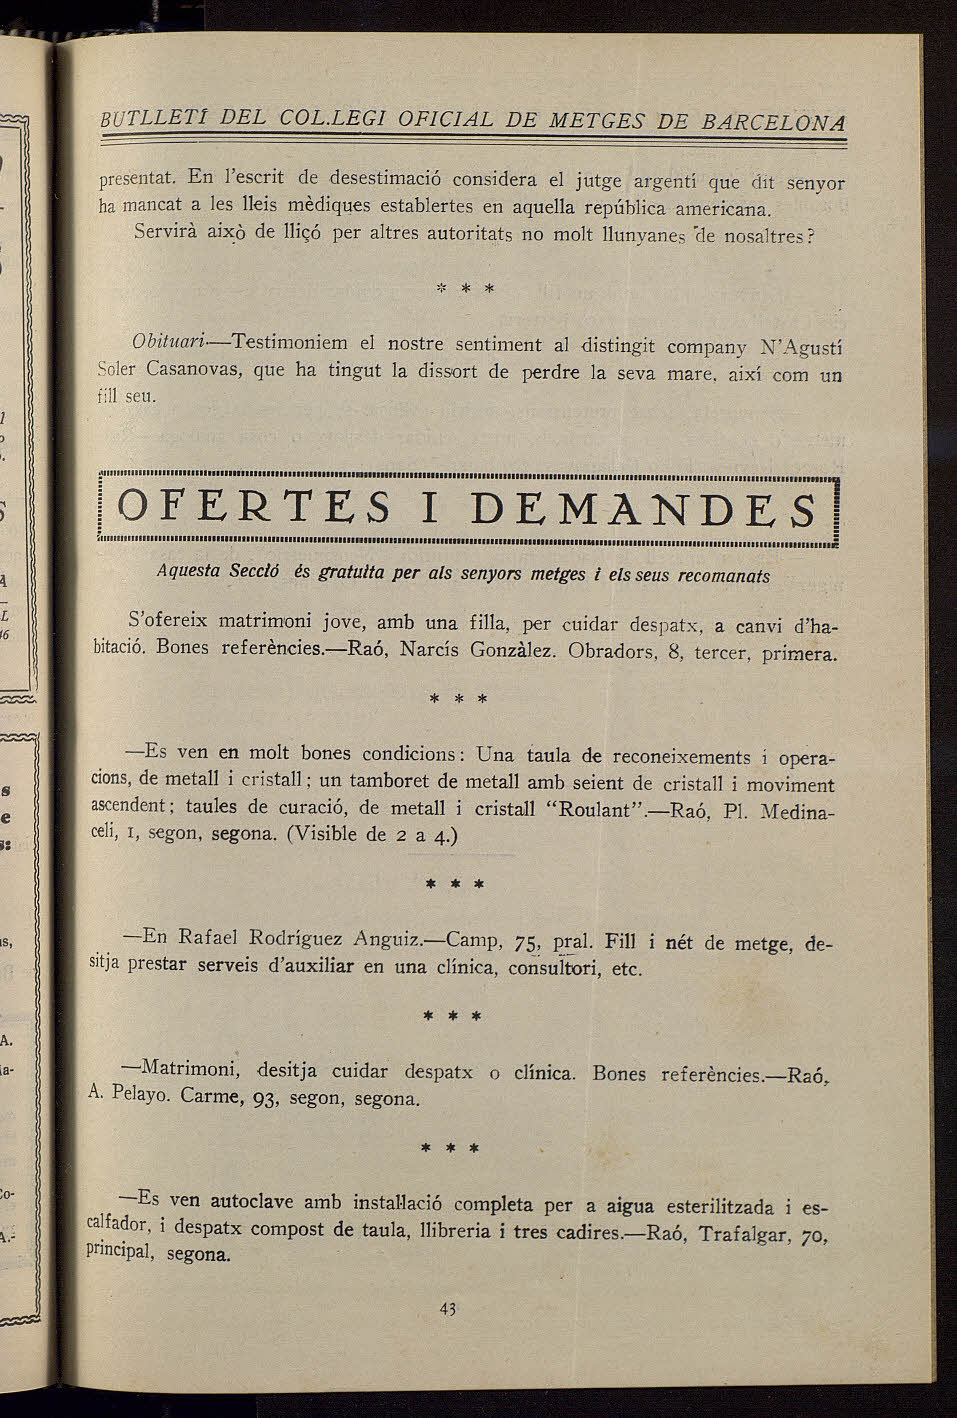 BUTLLETÍ DEL COL.LEGI OFICIAL DE METGES DE BARCELONA
presentat. En l'escrit de desestimació considera el jutge argentí que dit senyor
ha mancat a les lleis mèdiques establertes en aquella república americana.
Servirà això de lliçó per altres autoritats no molt llunyanes de nosaltres?
* * *
Obituari.—Testimoniem el nostre sentiment al distingit company N'Agustí
Soler Casanovas, que ha tingut la dissort de perdre la seva mare, així com un
fill seu.
OFERTES I DEMANDES
Aquesta Secció és gratuita per als senyors metges i els seus recomanats
S'ofereix matrimoni jove, amb una filla, per cuidar despatx, a canvi d'ha-
bitació. Bones referències.—Raó, Narcís Gonzàlez. Obradors, 8, tercer, primera.
* * *
—Es ven en molt bones condicions: Una taula de reconeixements i opera-
cions, de metall i cristall; un tamboret de metall amb seient de cristall i moviment
ascendent; taules de curació, de metall i cristall “Roulant”.—Raó, Pl. Medina-
celi, 1, segon, segona. (Visible de 2 a 4.)
* * *
—En Rafael Rodríguez Anguiz.—Camp, 75, pral. Fill i nét de metge, de-
sitja prestar serveis d'auxiliar en una clínica, consultori, etc.
* * *
—Matrimoni, desitja cuidar despatx o clínica. Bones referències.—Raó,
A. Pelayo. Carme, 93, segon, segona.
* * *
—Es ven autoclave amb instal·lació completa per a aigua esterilitzada i es-
calfador, i despatx compost de taula, llibreria i tres cadires.—Raó, Trafalgar, 70,
principal, segona.
43